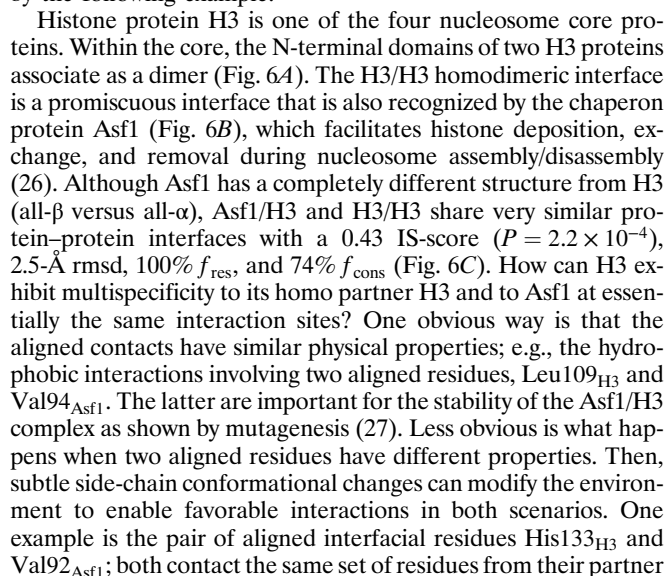 by the following example.
Histone protein H3 is one of the four nucleosome core pro-
teins. Within the core, the N-terminal domains of two H3 proteins
associate as a dimer (Fig. 6A). The H3/H3 homodimeric interface
is a promiscuous interface that is also recognized by the chaperon
protein Asf1 (Fig. 6B), which facilitates histone deposition, ex-
change, and removal during nucleosome assembly/disassembly
(26). Although Asf1 has a completely different structure from H3
(all-β versus all-α), Asf1/H3 and H3/H3 share very similar pro-
tein–protein interfaces with a 0.43 IS-score (P = 2.2 × 10⁻⁴),
2.5-Å rmsd, 100% f_res, and 74% f_cons (Fig. 6C). How can H3 ex-
hibit multispecificity to its homo partner H3 and to Asf1 at essen-
tially the same interaction sites? One obvious way is that the
aligned contacts have similar physical properties; e.g., the hydro-
phobic interactions involving two aligned residues, Leu109_H3 and
Val94_Asf1. The latter are important for the stability of the Asf1/H3
complex as shown by mutagenesis (27). Less obvious is what hap-
pens when two aligned residues have different properties. Then,
subtle side-chain conformational changes can modify the environ-
ment to enable favorable interactions in both scenarios. One
example is the pair of aligned interfacial residues His133_H3 and
Val92_Asf1; both contact the same set of residues from their partner